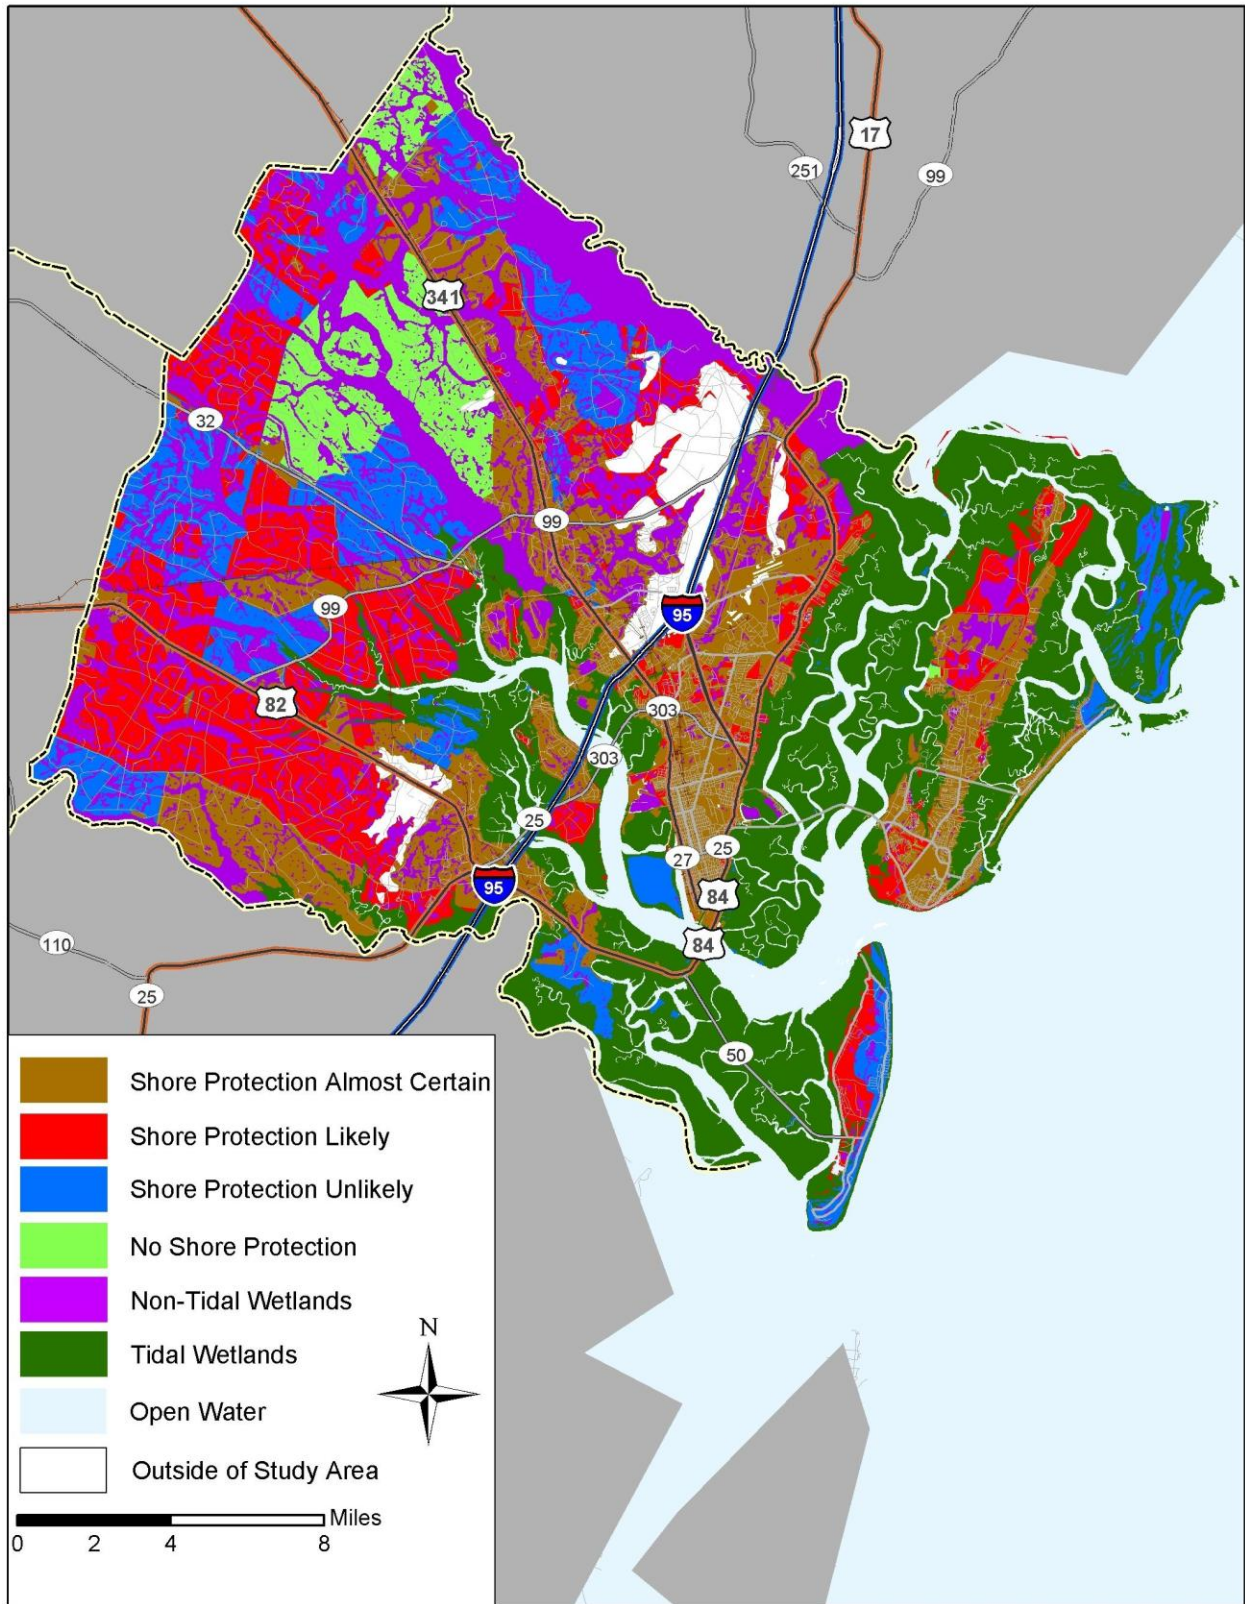 17
251
99
341
32
99
95
99
82
303
303
25
27
25
84
95
84
110
25
50
Shore Protection Almost Certain
Shore Protection Likely
Shore Protection Unlikely
No Shore Protection
Non-Tidal Wetlands
Tidal Wetlands
N
Open Water
Outside of Study Area
Miles
0 2 4 8